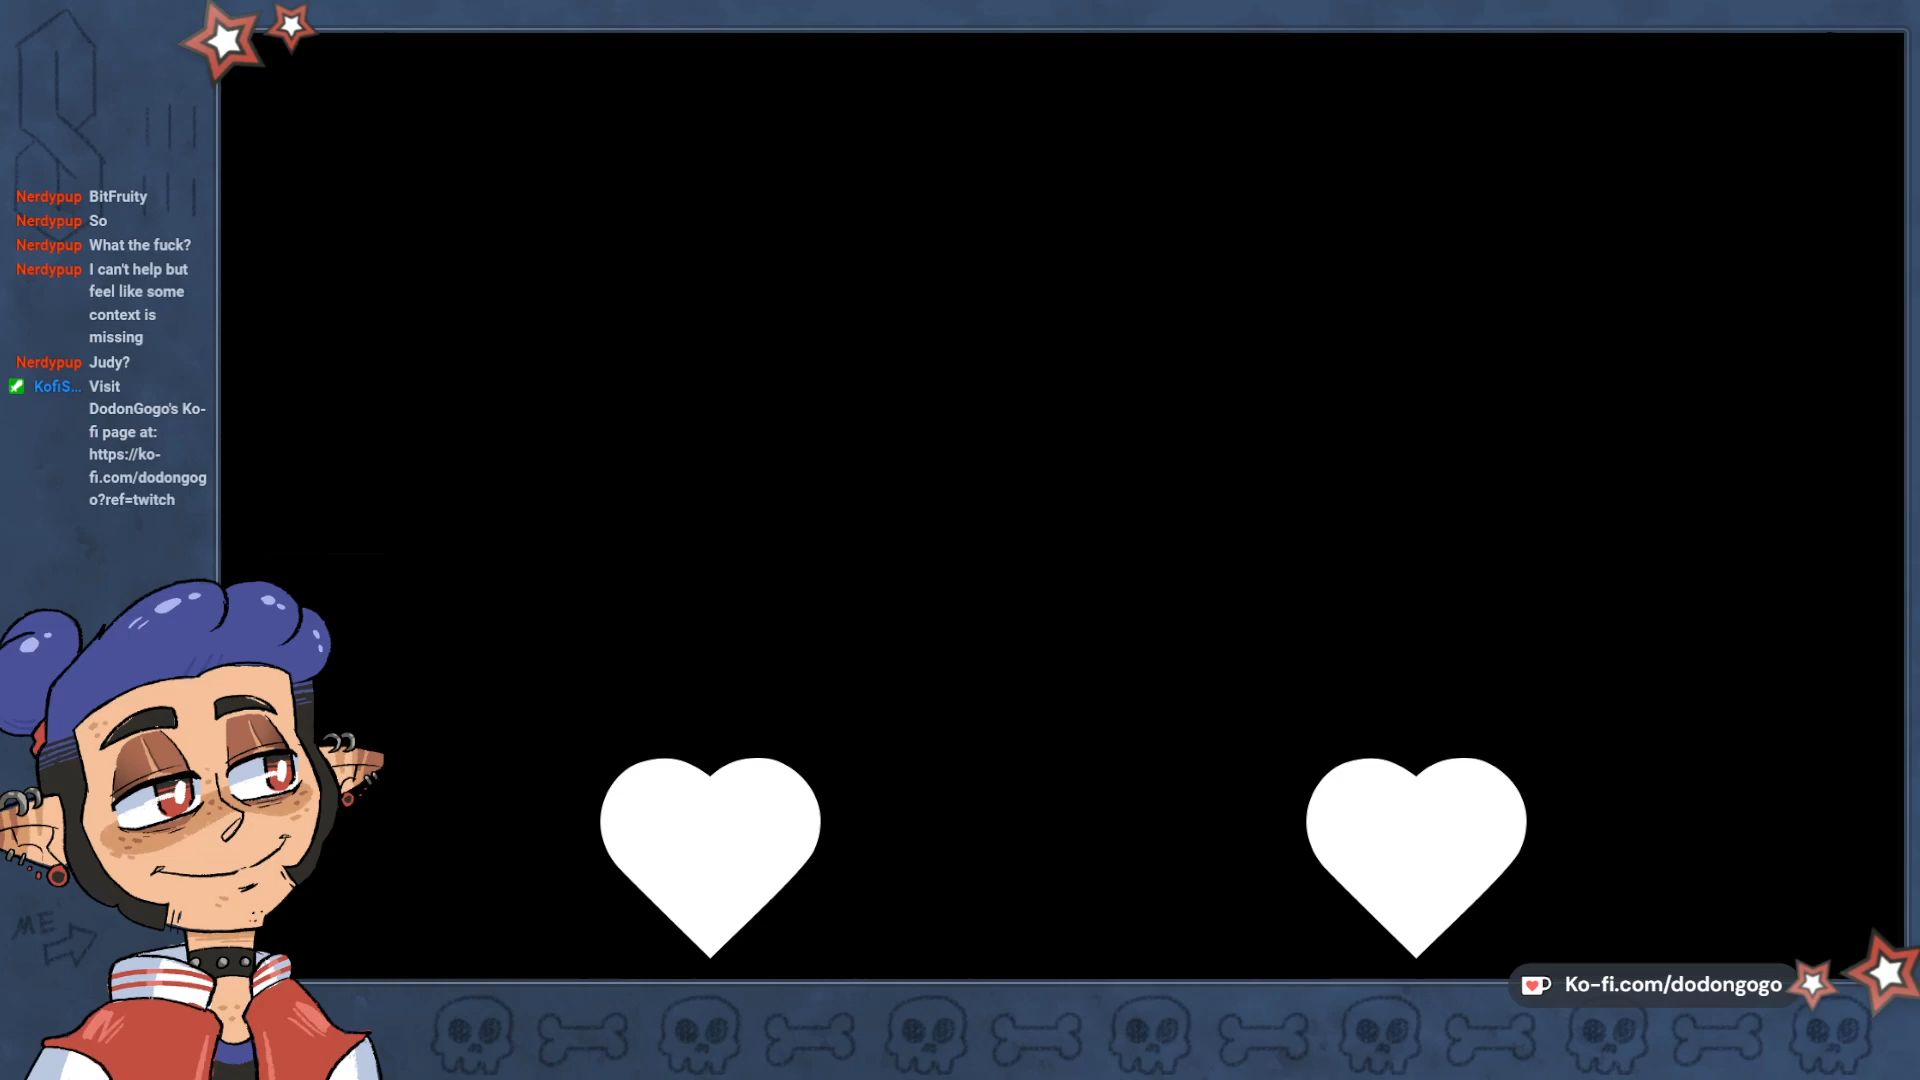 Nerdypup BitFruity
Nerdypup So
Nerdypup What the fuck?
Nerdypup I can't help but
feel like some
context is
missing
Nerdypup Judy?
KofiS... Visit
DodonGogo's Ko-
fi page at:
https://ko-
fi.com/dodongog
o?ref=twitch
ME
Ko-fi.com/dodongogo